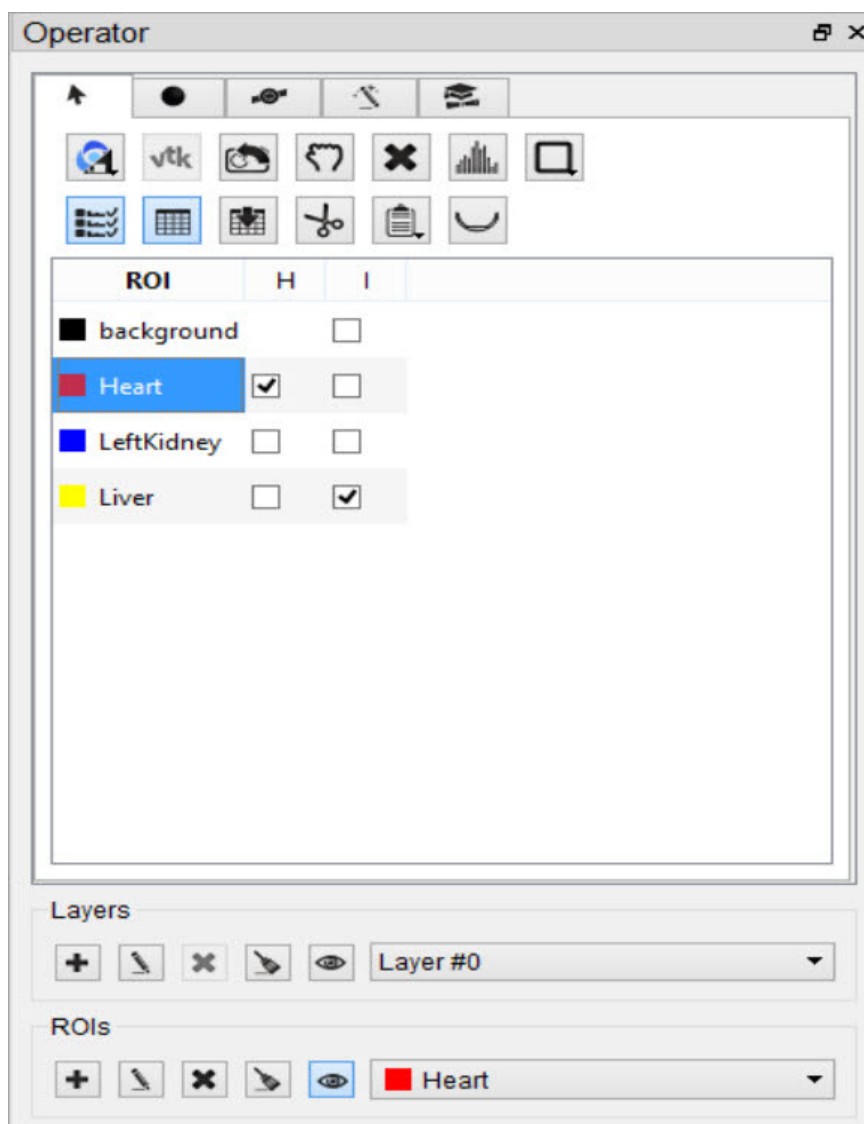 Operator
vtk
ROI H I
background
Heart
LeftKidney
Liver
Layers
Layer #0
ROIs
Heart